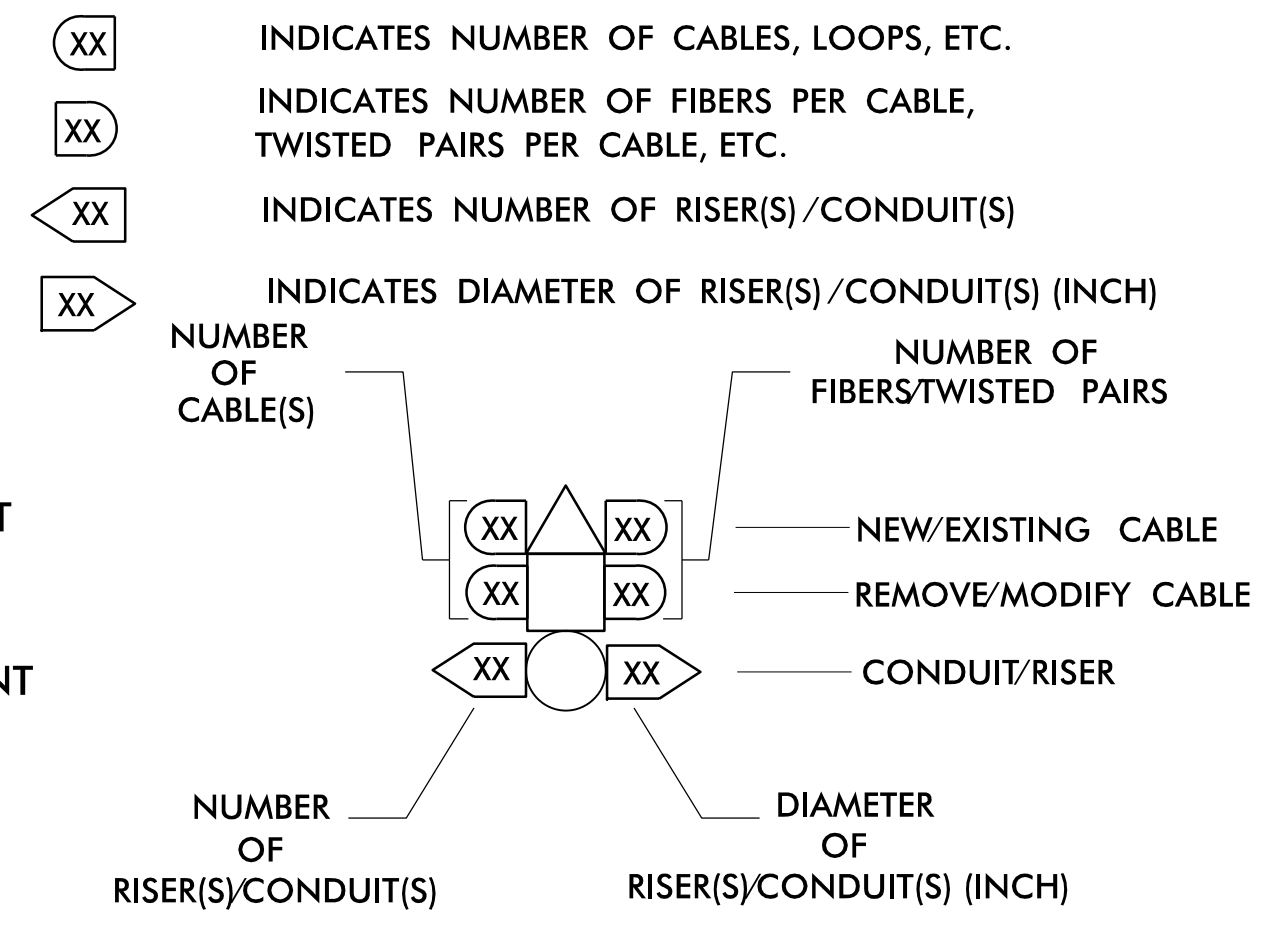 XX INDICATES NUMBER OF CABLES, LOOPS, ETC.
XX INDICATES NUMBER OF FIBERS PER CABLE,
TWISTED PAIRS PER CABLE, ETC.
XX INDICATES NUMBER OF RISER(S)/CONDUIT(S)
XX INDICATES DIAMETER OF RISER(S)/CONDUIT(S) (INCH)
NUMBER
OF
CABLE(S)
NUMBER OF
FIBERS/TWISTED PAIRS
T
XX XX NEW/EXISTING CABLE
XX XX REMOVE/MODIFY CABLE
NT
XX XX CONDUIT/RISER
NUMBER
OF
RISER(S)/CONDUIT(S)
DIAMETER
OF
RISER(S)/CONDUIT(S) (INCH)